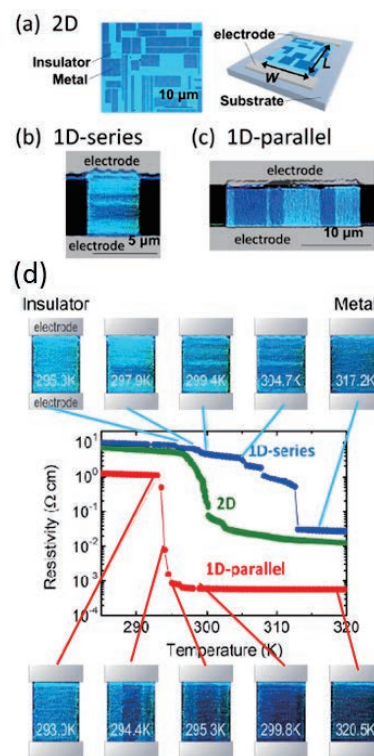 (a) 2D
Insulator
Metal
10 μm
electrode
W
L
Substrate
(b) 1D-series
(c) 1D-parallel
electrode
electrode
electrode
5 μm
electrode
10 μm
(d)
Insulator
Metal
electrode
295.0K
297.9K
299.4K
304.7K
317.2K
electrode
Resistivity (Ω cm)
10¹
10⁰
10⁻¹
10⁻²
10⁻³
10⁻⁴
1D-series
2D
1D-parallel
290
300
310
320
Temperature (K)
293.0K
294.4K
295.3K
299.8K
320.5K